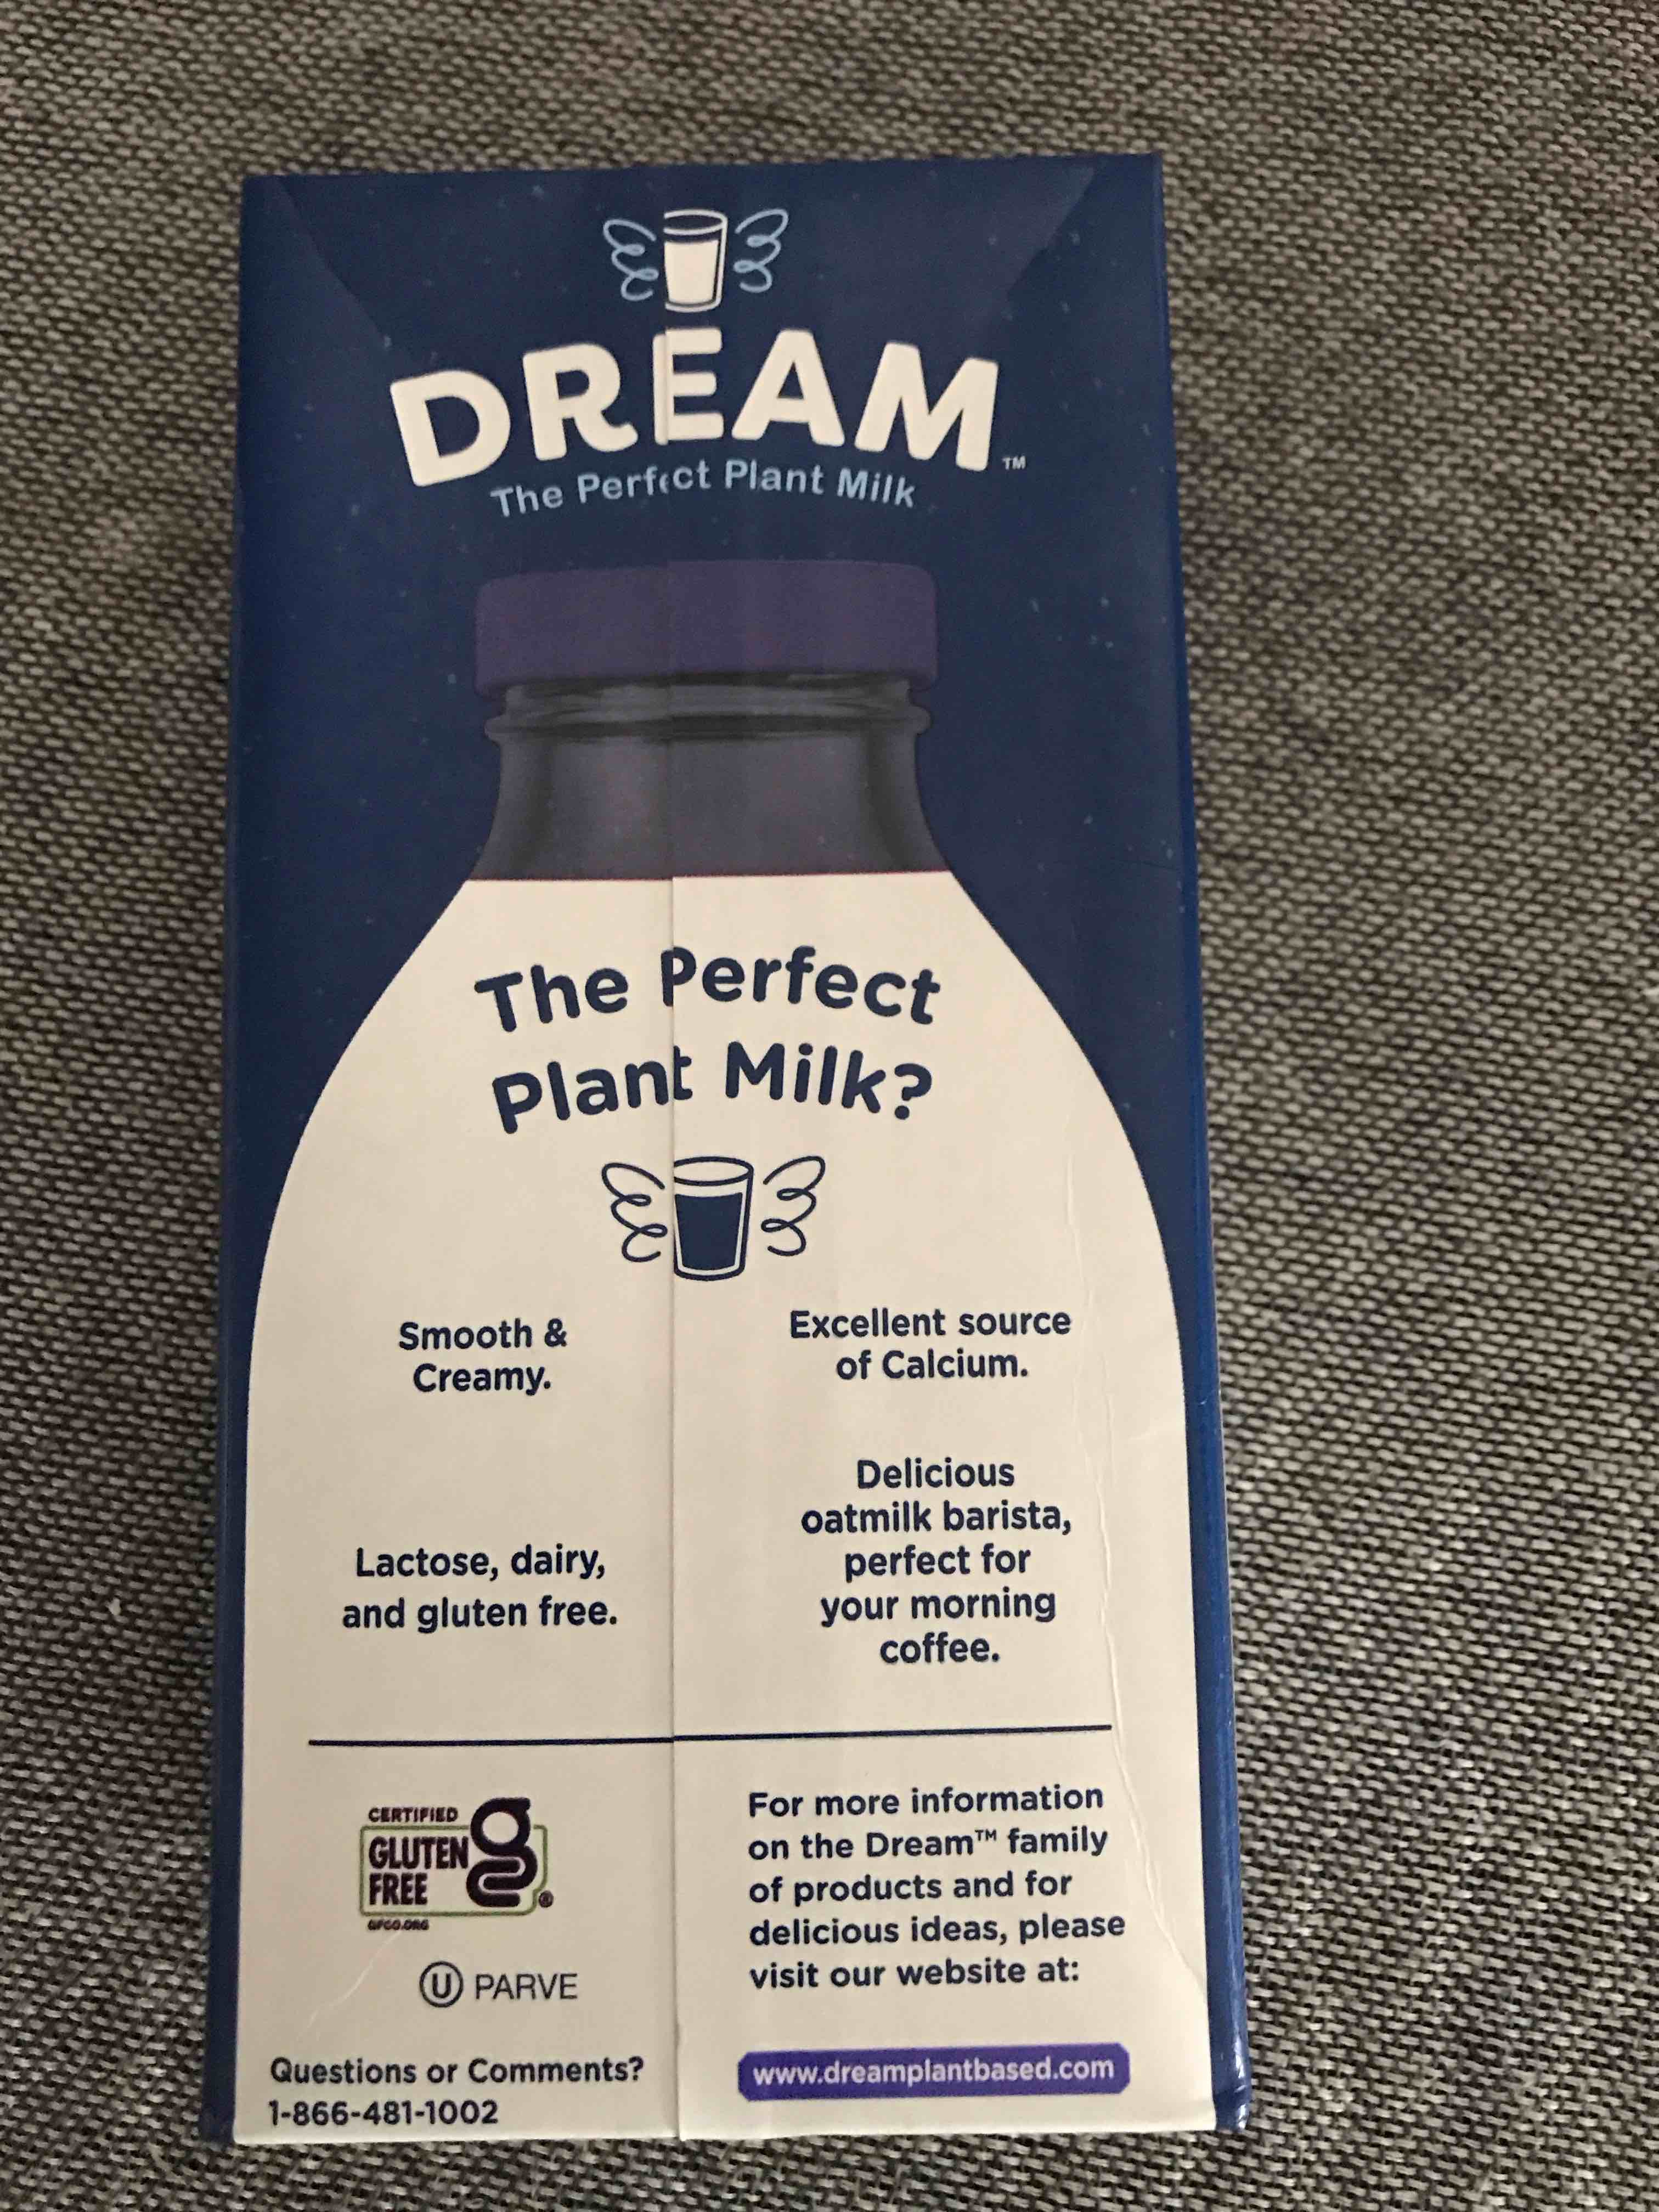 DREAM™
The Perfect Plant Milk
The Perfect
Plant Milk?
Smooth &
Creamy.
Excellent source
of Calcium.
Lactose, dairy,
and gluten free.
Delicious
oatmilk barista,
perfect for
your morning
coffee.
CERTIFIED
GLUTEN
FREE
g®
GFCO.ORG
U PARVE
Questions or Comments?
1-866-481-1002
For more information
on the Dream™ family
of products and for
delicious ideas, please
visit our website at:
www.dreamplantbased.com